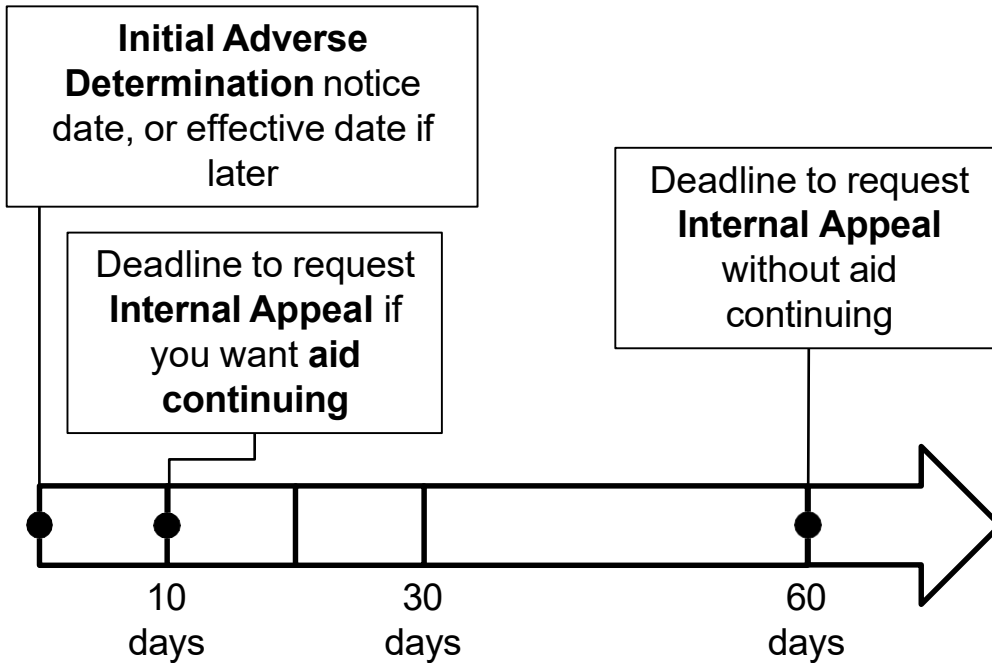 Initial Adverse
Determination notice
date, or effective date if
later
Deadline to request
Internal Appeal if
you want aid
continuing
Deadline to request
Internal Appeal
without aid
continuing
10
days
30
days
60
days